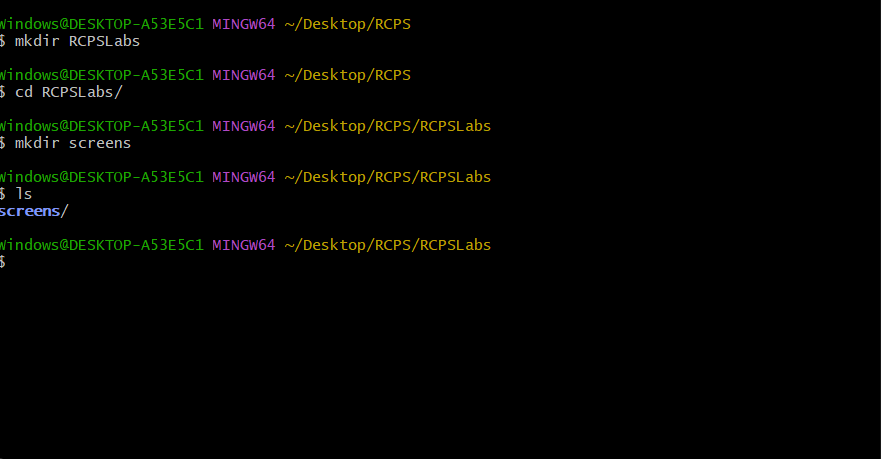 Windows@DESKTOP-A53E5C1 MINGW64 ~/Desktop/RCPS
$ mkdir RCPSLabs
Windows@DESKTOP-A53E5C1 MINGW64 ~/Desktop/RCPS
$ cd RCPSLabs/
Windows@DESKTOP-A53E5C1 MINGW64 ~/Desktop/RCPS/RCPSLabs
$ mkdir screens
Windows@DESKTOP-A53E5C1 MINGW64 ~/Desktop/RCPS/RCPSLabs
$ ls
screens/
Windows@DESKTOP-A53E5C1 MINGW64 ~/Desktop/RCPS/RCPSLabs
$